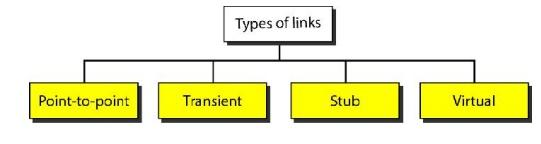 Types of links
Point-to-point
Transient
Stub
Virtual